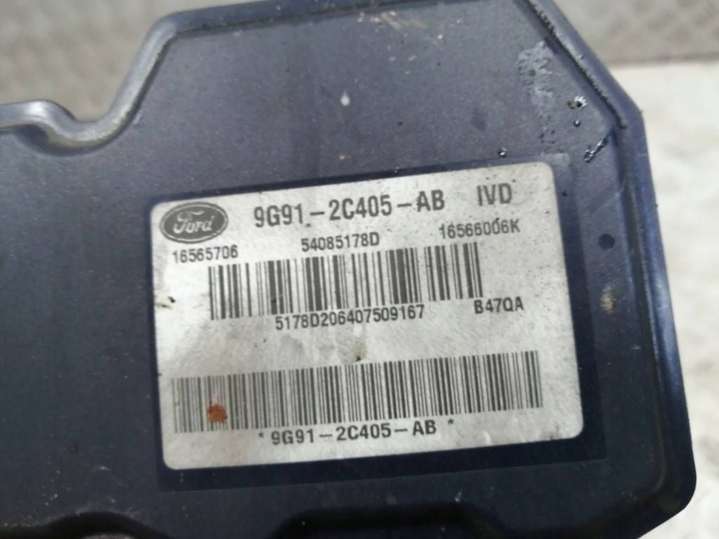 Ford 9G91-2C405-AB IVD
16565706 54085178D 16566006K
5178D206407509167 B47QA
* 9G91-2C405-AB *